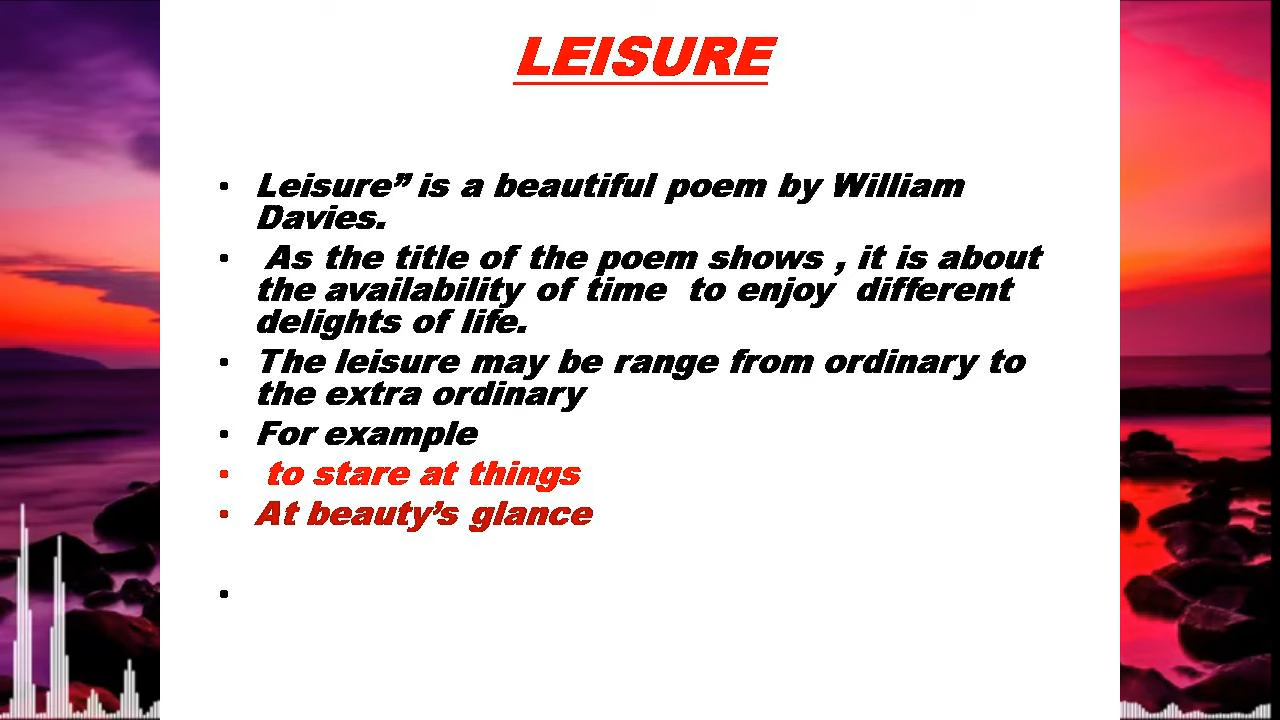 LEISURE
• Leisure” is a beautiful poem by William
Davies.
• As the title of the poem shows , it is about
the availability of time to enjoy different
delights of life.
• The leisure may be range from ordinary to
the extra ordinary
• For example
• to stare at things
• At beauty’s glance
•